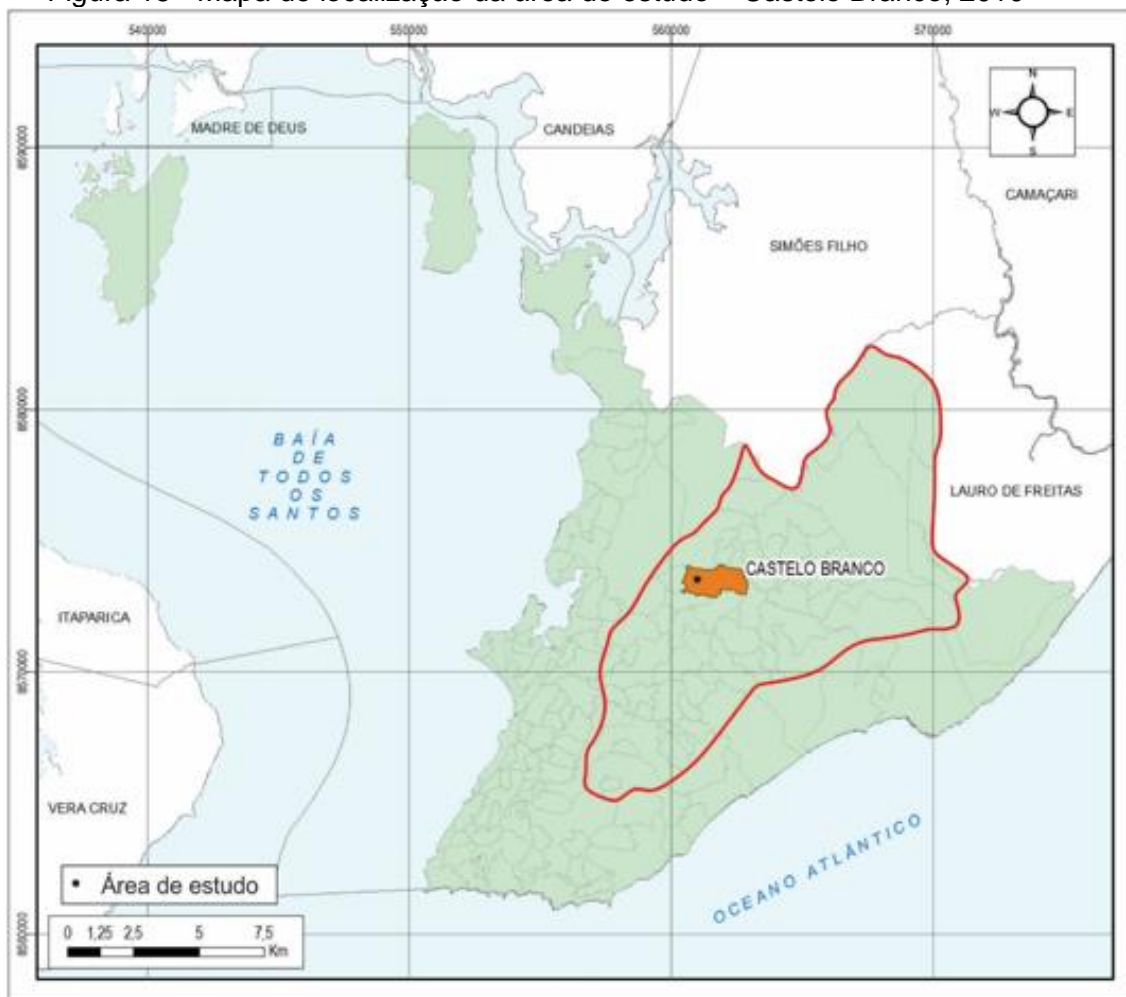 540000 550000 560000 570000
N
W E
S
MADRE DE DEUS
CANDEIAS
8590000
CAMAÇARI
SIMÕES FILHO
8580000
BAÍA
DE
TODOS
OS
SANTOS
LAURO DE FREITAS
CASTELO BRANCO
ITAPARICA
8570000
VERA CRUZ
OCEANO ATLÂNTICO
Área de estudo
8560000
0 1,25 2,5 5 7,5
Km